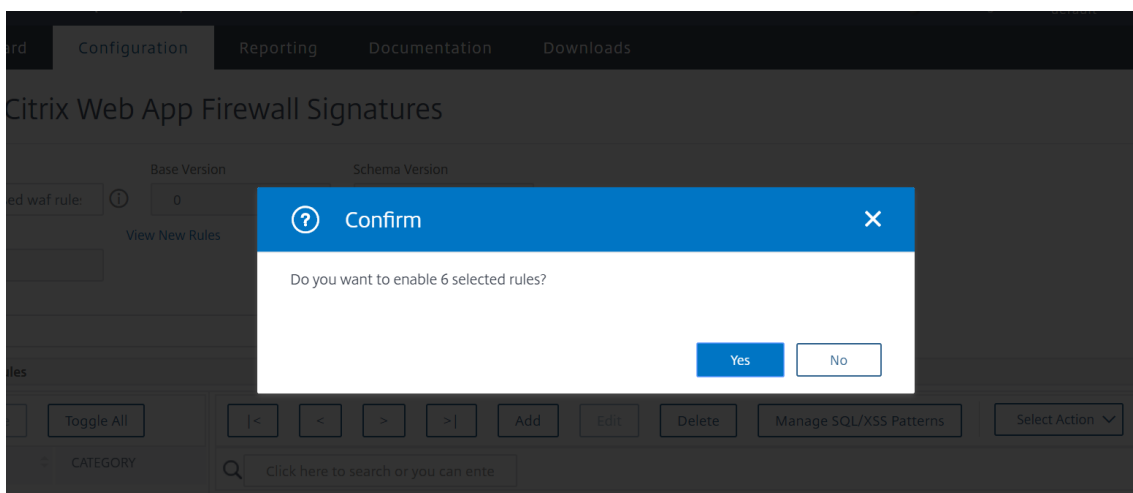 ard Configuration Reporting Documentation Downloads
Citrix Web App Firewall Signatures
Base Version Schema Version
sed waf rule: 0
View New Rules
Confirm
Do you want to enable 6 selected rules?
Yes No
ules
Toggle All |< < > >| Add Edit Delete Manage SQL/XSS Patterns Select Action
CATEGORY Click here to search or you can ente